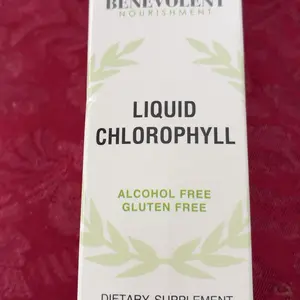 BENEVOLENT
NOURISHMENT
LIQUID
CHLOROPHYLL
ALCOHOL FREE
GLUTEN FREE
DIETARY SUPPLEMENT